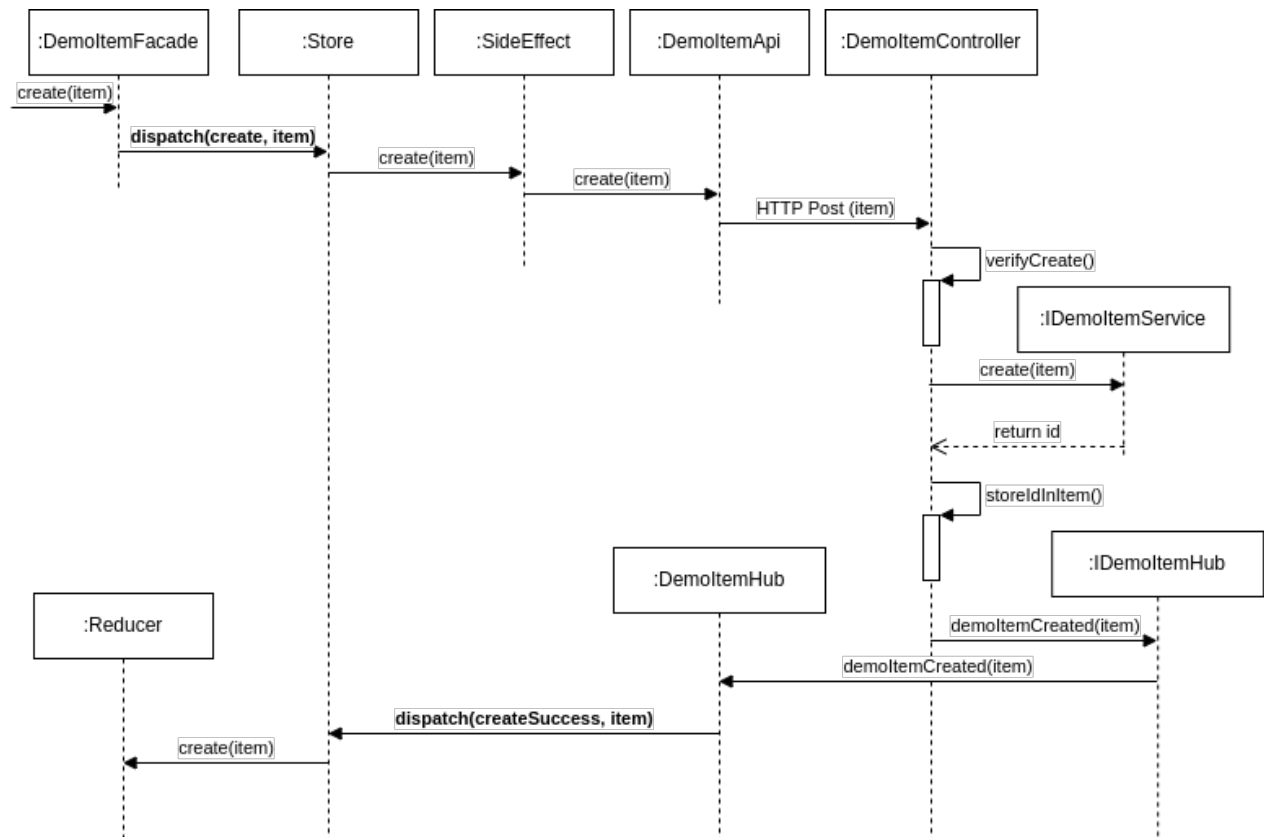 :DemoItemFacade
:Store
:SideEffect
:DemoItemApi
:DemoItemController
create(item)
dispatch(create, item)
create(item)
create(item)
HTTP Post (item)
verifyCreate()
:IDemoItemService
create(item)
return id
storeIdInItem()
:DemoItemHub
:IDemoItemHub
:Reducer
demoItemCreated(item)
demoItemCreated(item)
dispatch(createSuccess, item)
create(item)